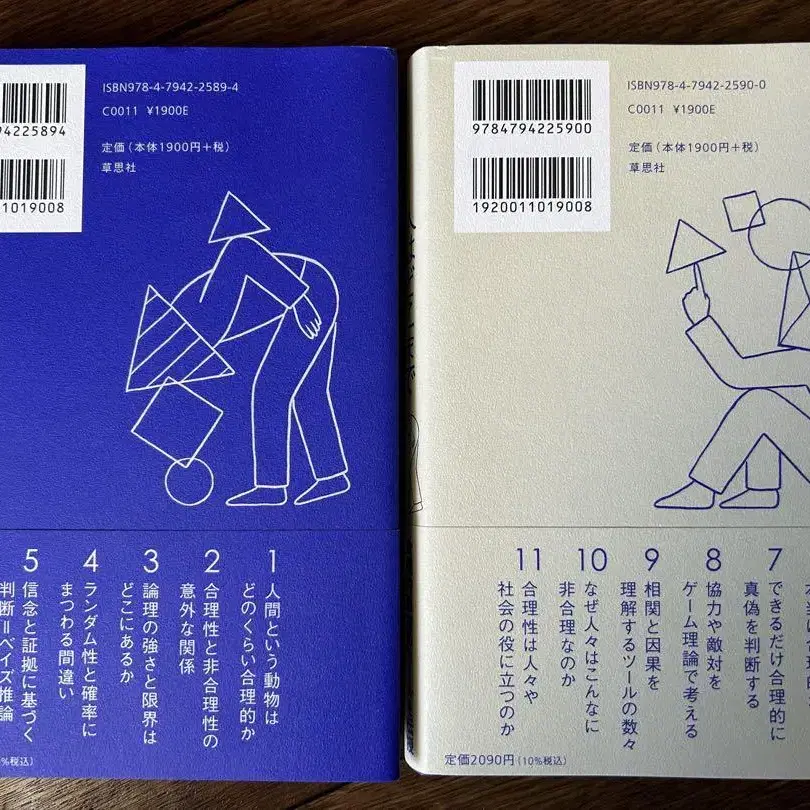 ISBN978-4-7942-2589-4
C0011 ¥1900E
定価(本体1900円+税)
草思社
94225894
11019008
1
人間という動物は
どのくらい合理的か
2
合理性と非合理性の
意外な関係
3
論理の強さと限界は
どこにあるか
4
ランダム性と確率に
まつわる間違い
5
信念と証拠に基づく
判断=ベイズ推論
%税込)
9784794225900
1920011019008
ISBN978-4-7942-2590-0
C0011 ¥1900E
定価(本体1900円+税)
草思社
7
できるだけ合理的に
真偽を判断する
8
協力や敵対を
ゲーム理論で考える
9
相関と因果を
理解するツールの数々
10
なぜ人々はこんなに
非合理なのか
11
合理性は人々や
社会の役に立つのか
定価2090円(10%税込)